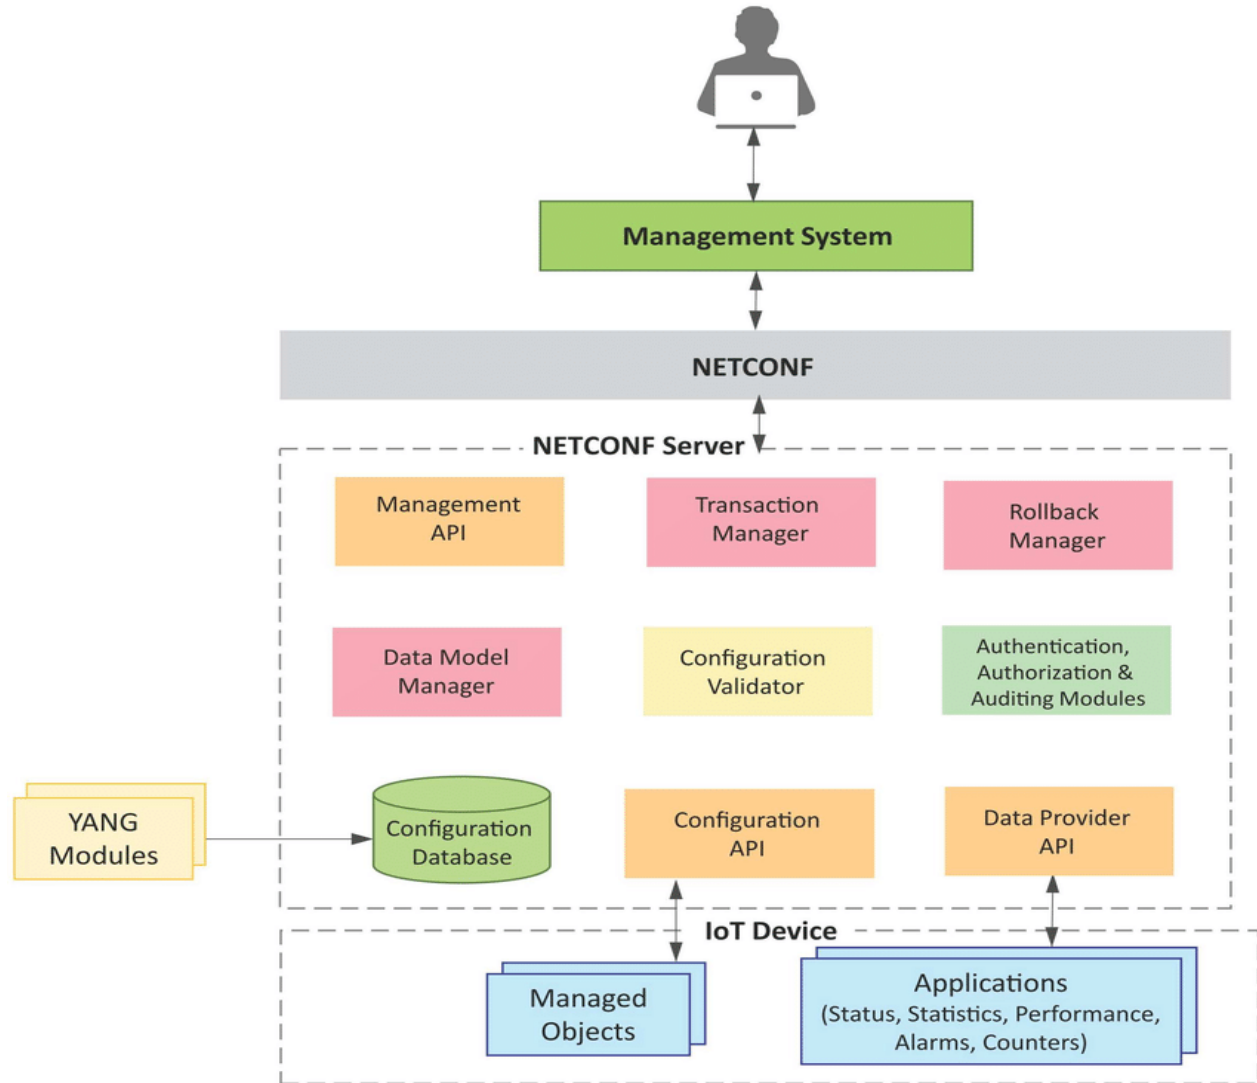 Management System
NETCONF
NETCONF Server
Management
API
Transaction
Manager
Rollback
Manager
Data Model
Manager
Configuration
Validator
Authentication,
Authorization &
Auditing Modules
YANG
Modules
Configuration
Database
Configuration
API
Data Provider
API
IoT Device
Managed
Objects
Applications
(Status, Statistics, Performance,
Alarms, Counters)